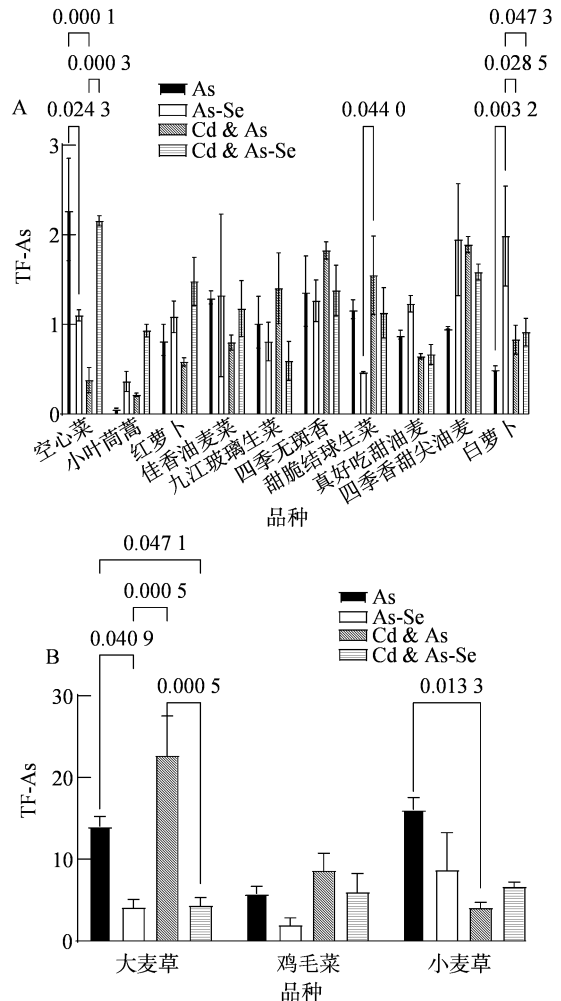 0.047 3
0.000 1
0.028 5
0.000 3
A
0.024 3
As
As-Se
Cd & As
Cd & As-Se
0.044 0
0.003 2
3
2
1
0
TF-As
空心菜
小叶茼蒿
红萝卜
佳香油麦菜
九江玻璃生菜
四季无斑香
甜脆结球生菜
真好吃甜油麦
四季香甜尖油麦
白萝卜
品种
0.047 1
0.000 5
0.040 9
B
As
As-Se
Cd & As
Cd & As-Se
0.000 5
0.013 3
30
20
10
0
TF-As
大麦草
鸡毛菜
小麦草
品种